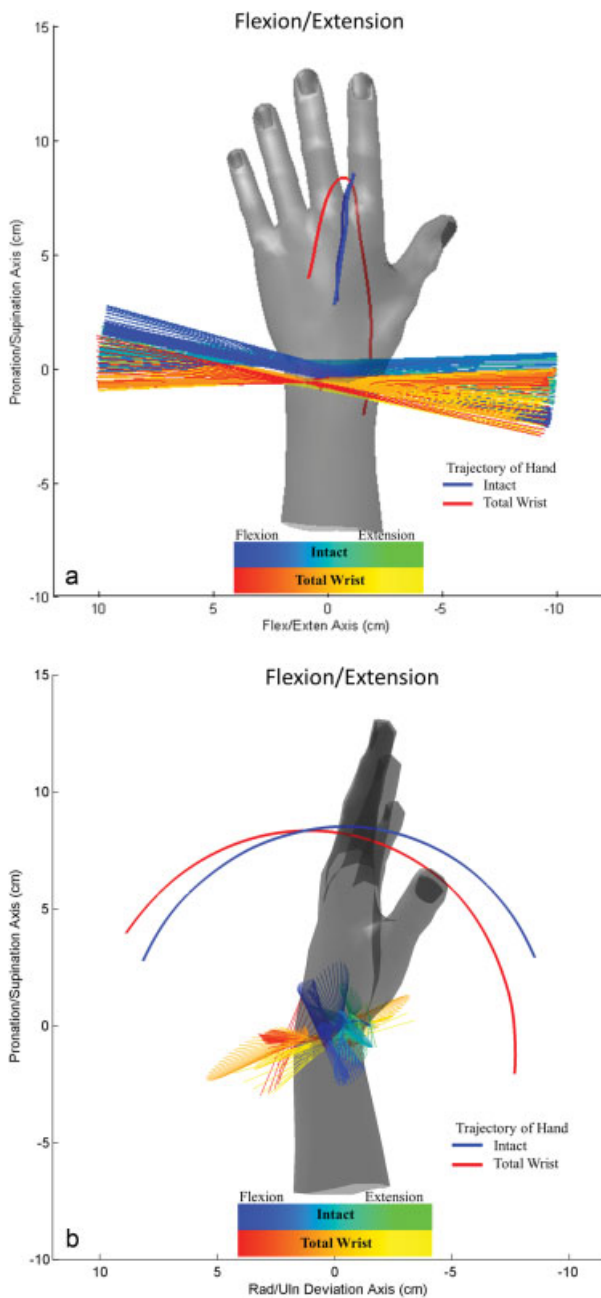 Flexion/Extension
15
10
5
0
-5
-10
Pronation/Supination Axis (cm)
Trajectory of Hand
Intact
Total Wrist
Flexion Extension
Intact
Total Wrist
a
10 5 0 -5 -10
Flex/Exten Axis (cm)
Flexion/Extension
15
10
5
0
-5
-10
Pronation/Supination Axis (cm)
Trajectory of Hand
Intact
Total Wrist
Flexion Extension
Intact
Total Wrist
b
10 5 0 -5 -10
Rad/Uln Deviation Axis (cm)